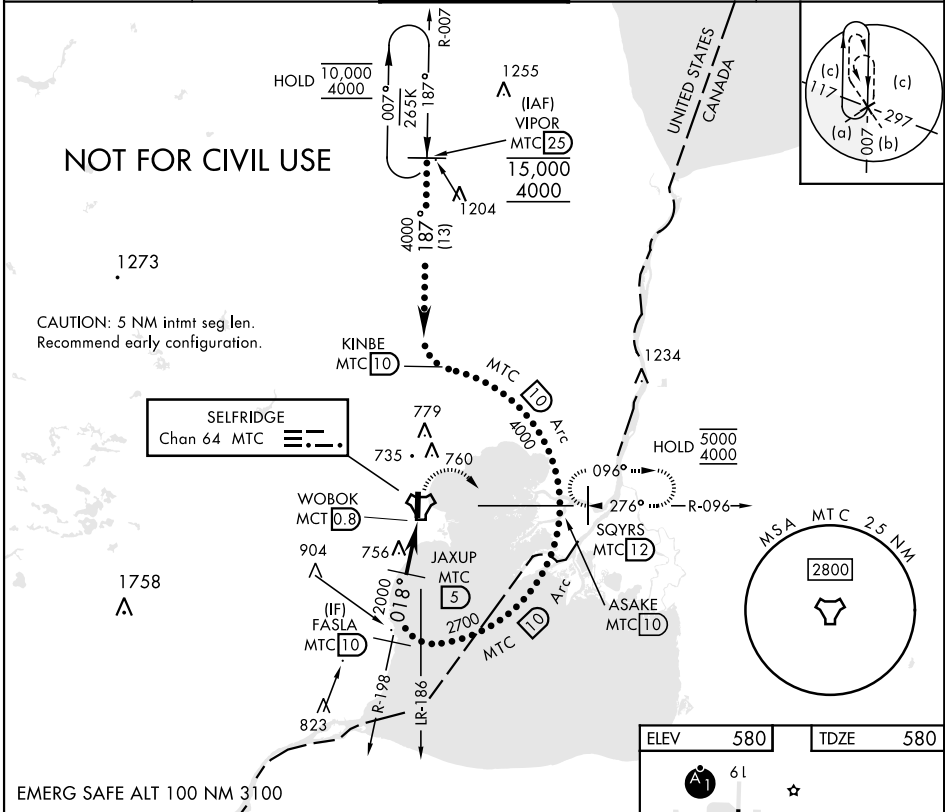 R-007
HOLD 10,000
4000
007°
265K
187°
1255
(IAF)
VIPOR
MTC 25
15,000
4000
1204
UNITED STATES
CANADA
(c)
(c)
117
297
(a)
007
(b)
NOT FOR CIVIL USE
4000
187°
(13)
1273
CAUTION: 5 NM intmt seg len.
Recommend early configuration.
KINBE
MTC 10
MTC 10 Arc
4000
1234
SELFRIDGE
Chan 64 MTC
779
735
760
HOLD 5000
4000
096°
276°
R-096
SQYRS
MTC 12
WOBOK
MCT 0.8
756
904
JAXUP
MTC
5
1758
2000
018°
(IF)
FASLA
MTC 10
2700
MTC 10 Arc
ASAKE
MTC 10
MSA MTC 25 NM
2800
R-198
LR-186
823
EMERG SAFE ALT 100 NM 3100
ELEV 580
TDZE 580
A1
19